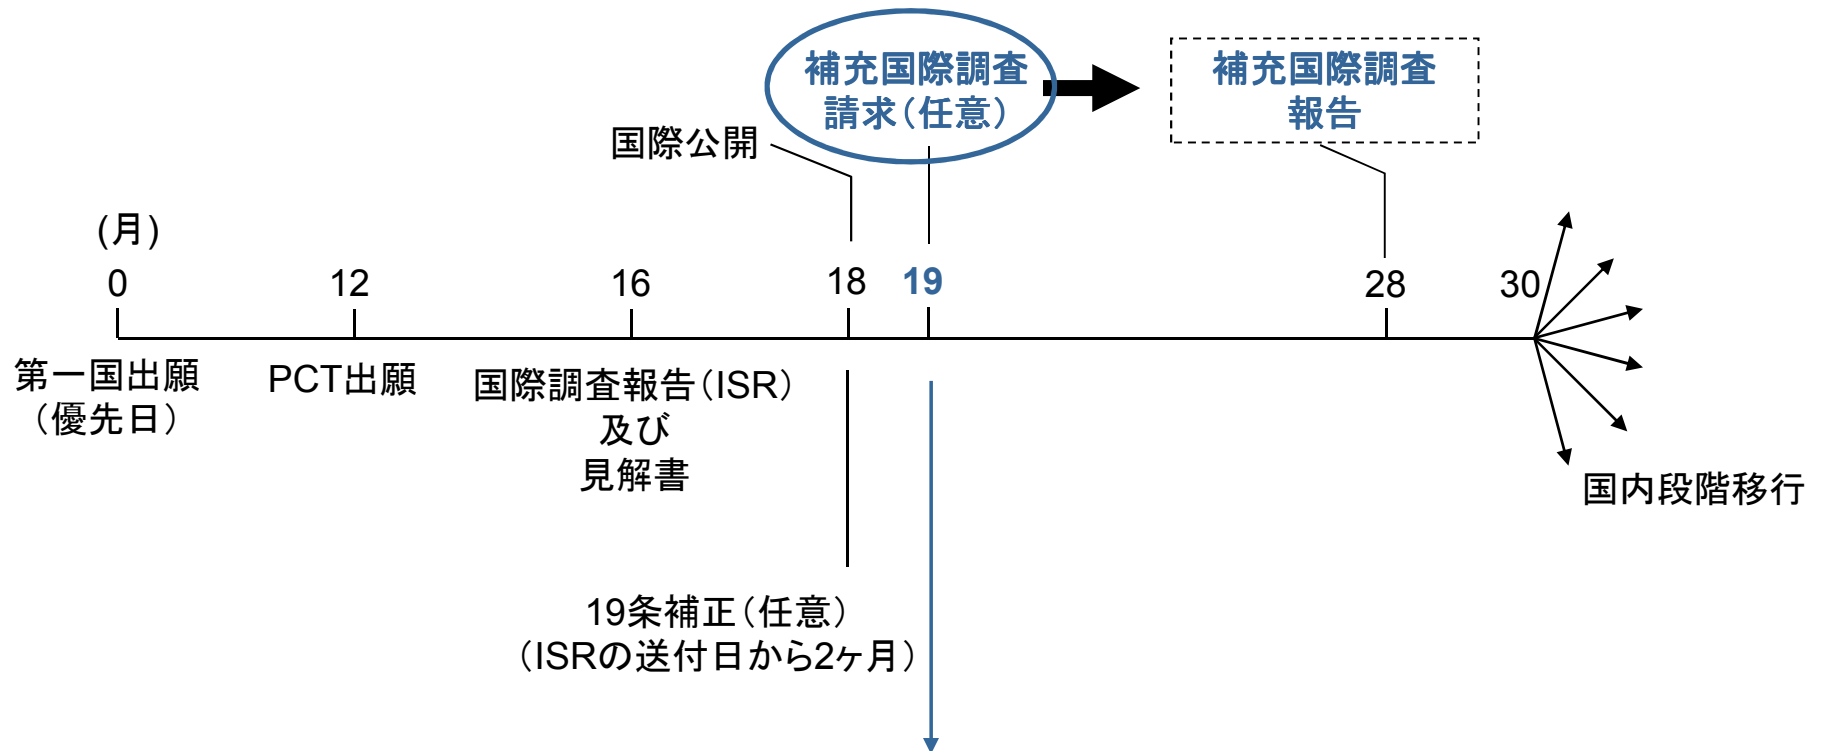 補充国際調査
請求（任意）
補充国際調査
報告
国際公開
(月)
0
12
16
18
19
28
30
第一国出願
（優先日）
PCT出願
国際調査報告（ISR）
及び
見解書
国内段階移行
19条補正（任意）
（ISRの送付日から2ヶ月）